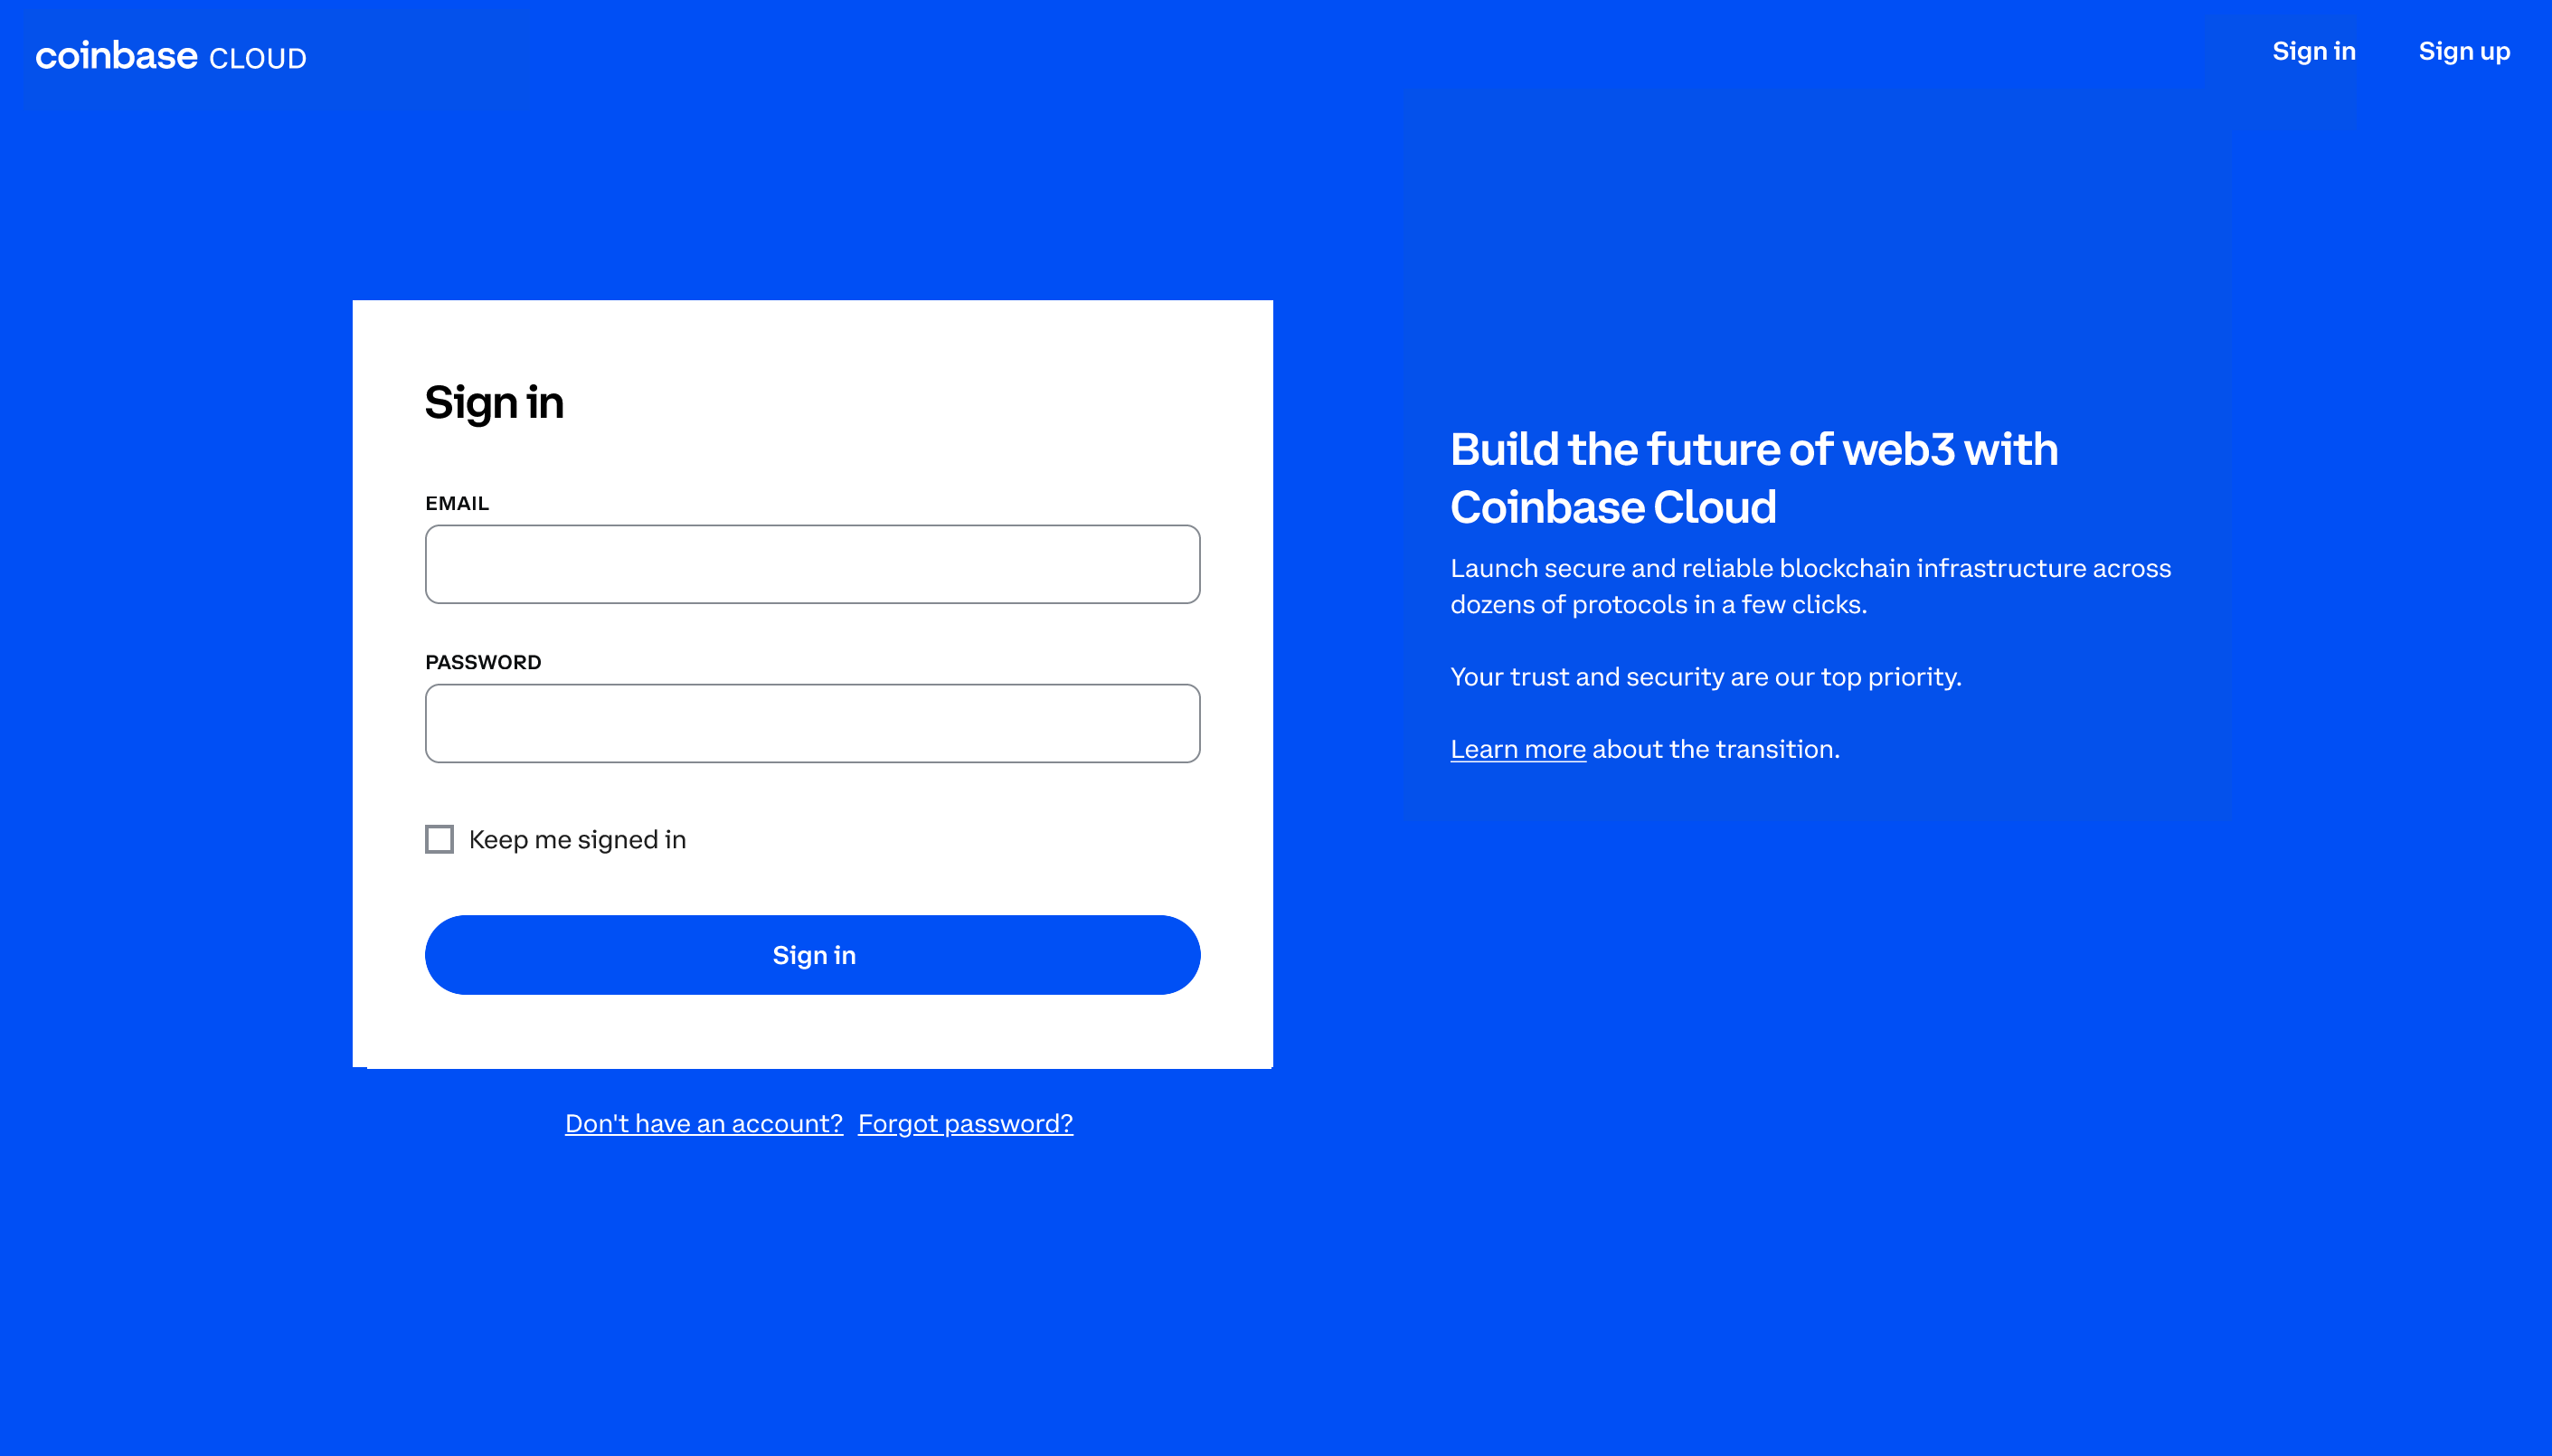 coinbase CLOUD
Sign in
Sign up
Sign in
EMAIL
PASSWORD
Keep me signed in
Sign in
Don't have an account? Forgot password?
Build the future of web3 with
Coinbase Cloud
Launch secure and reliable blockchain infrastructure across
dozens of protocols in a few clicks.
Your trust and security are our top priority.
Learn more about the transition.